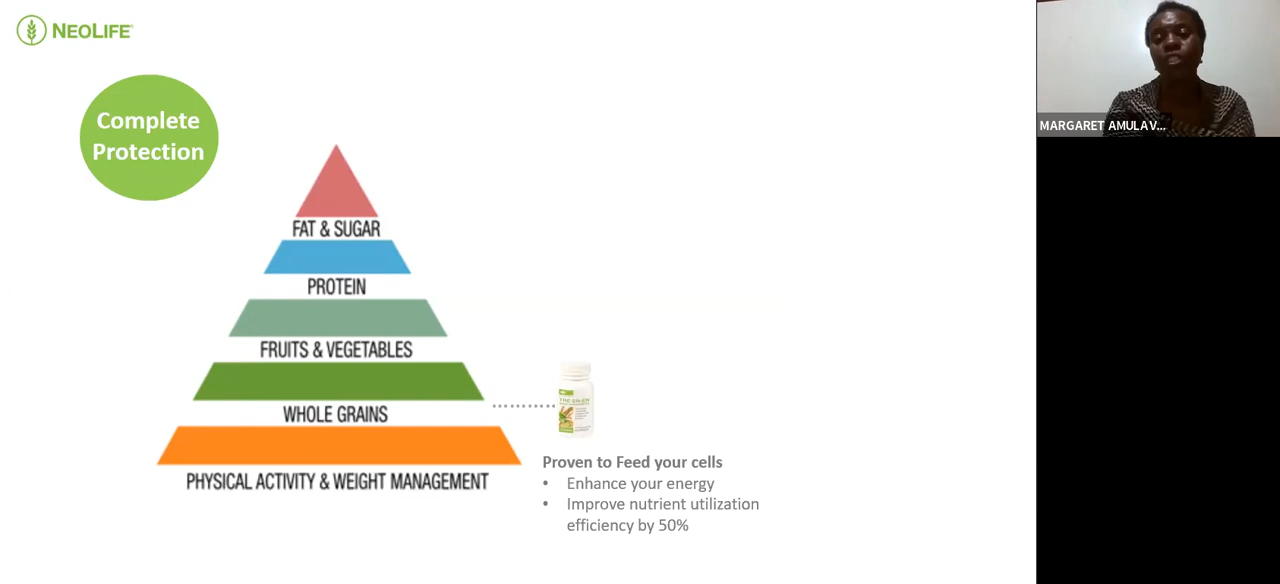 NEOLIFE
Complete
Protection
FAT & SUGAR
PROTEIN
FRUITS & VEGETABLES
WHOLE GRAINS
PHYSICAL ACTIVITY & WEIGHT MANAGEMENT
Proven to Feed your cells
• Enhance your energy
• Improve nutrient utilization
efficiency by 50%
MARGARET AMULA V...